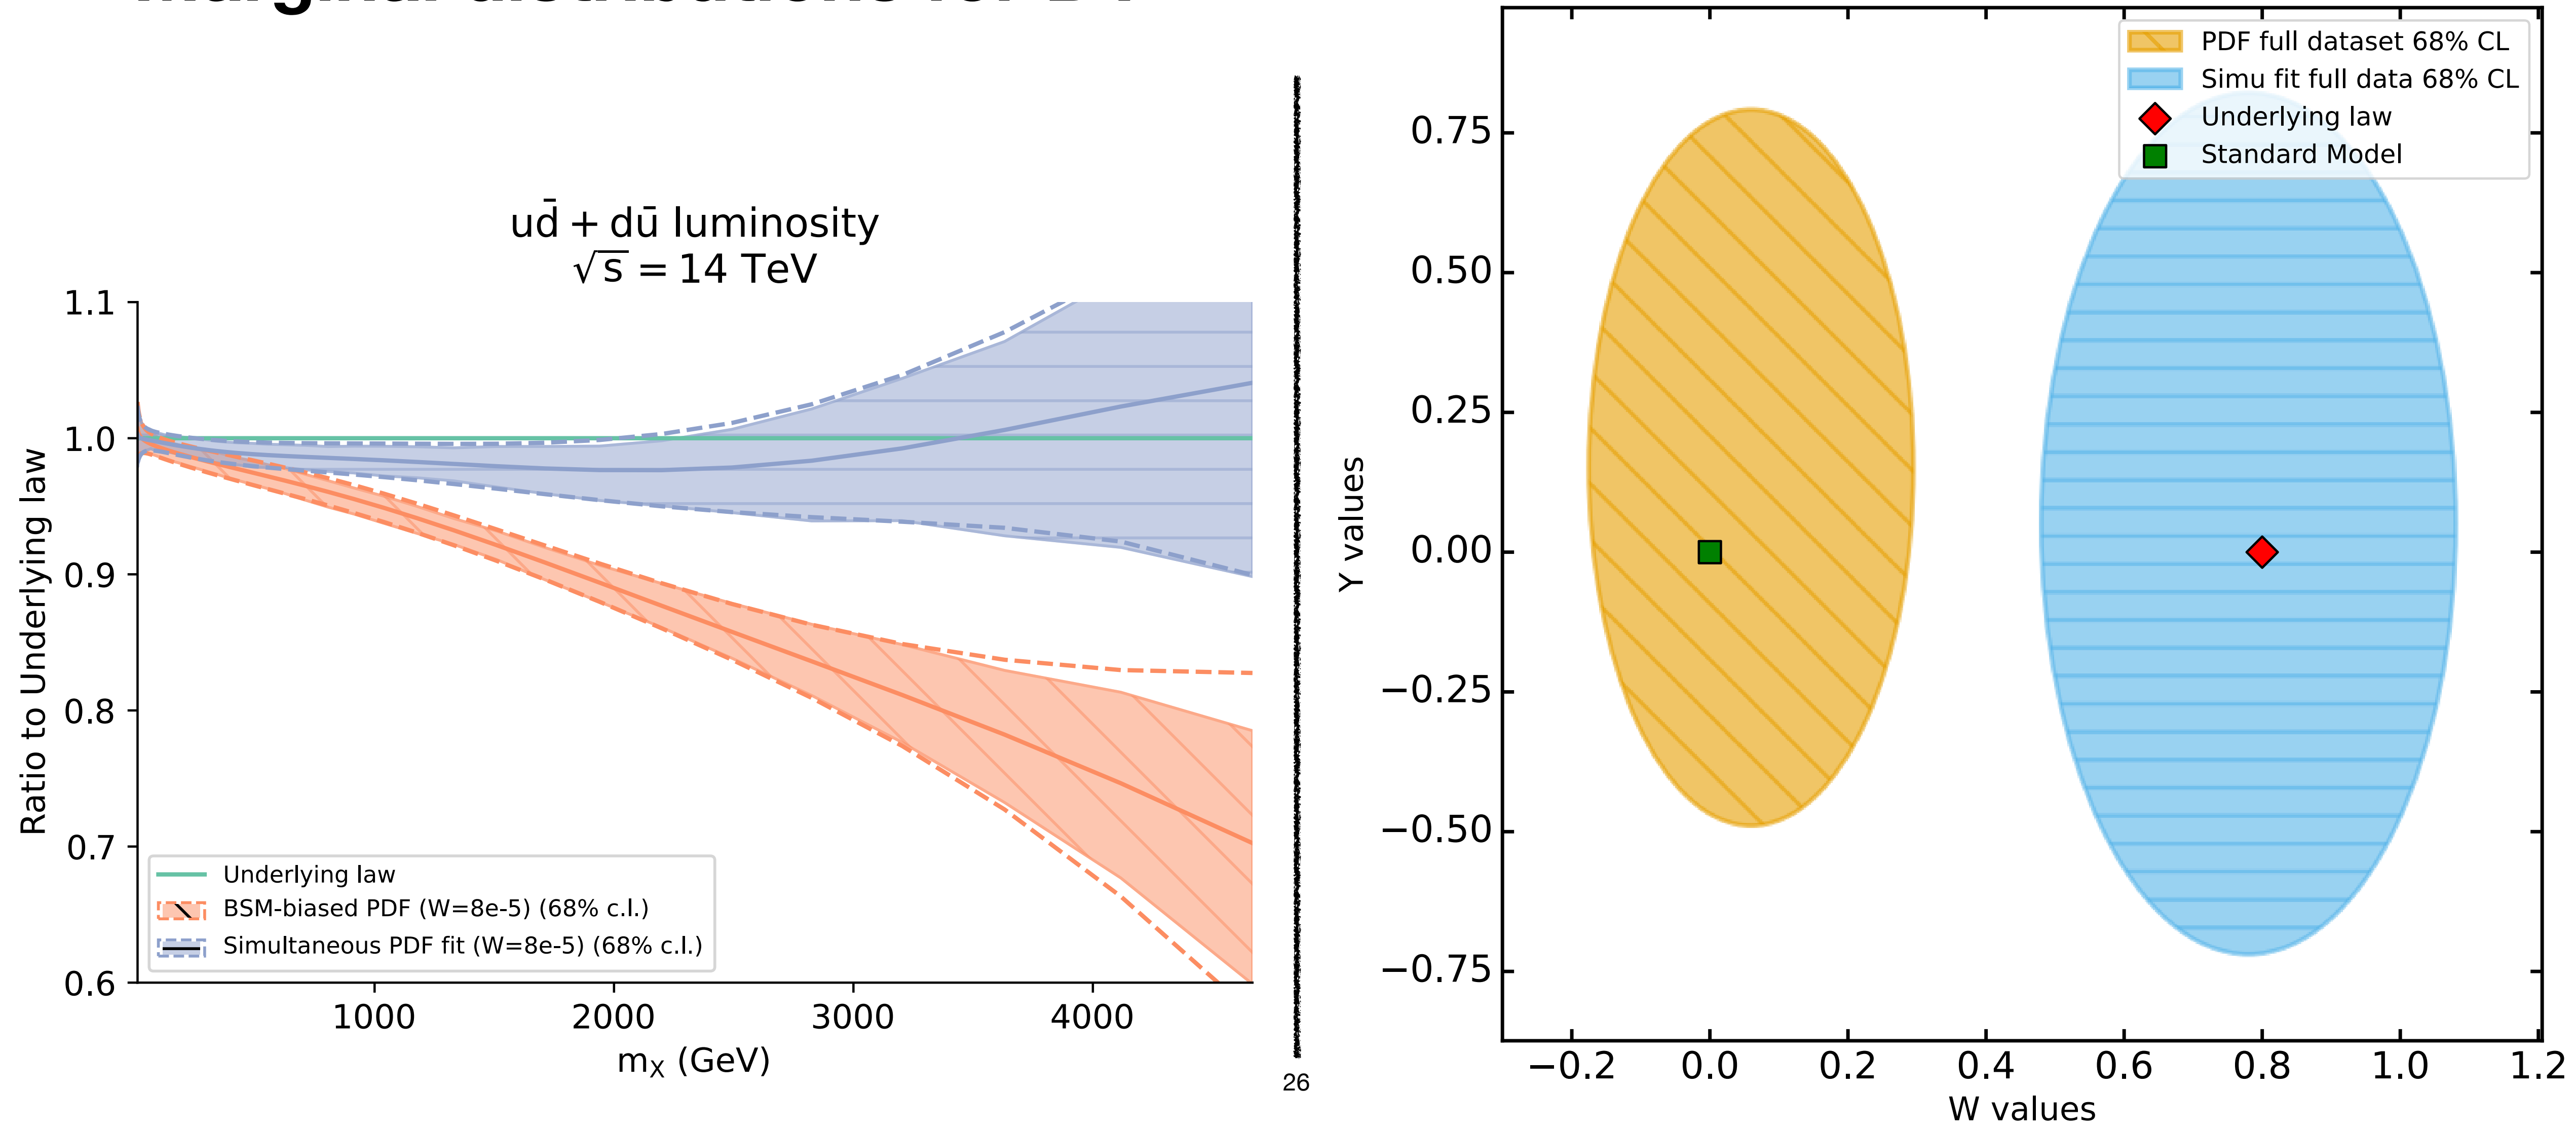 marginal distributions for
ud̄ + dū luminosity
√s = 14 TeV
1.1
1.0
0.9
0.8
0.7
0.6
Ratio to Underlying law
Underlying law
BSM-biased PDF (W=8e-5) (68% c.l.)
Simultaneous PDF fit (W=8e-5) (68% c.l.)
1000 2000 3000 4000
mX (GeV)
26
PDF full dataset 68% CL
Simu fit full data 68% CL
Underlying law
Standard Model
0.75
0.50
0.25
0.00
−0.25
−0.50
−0.75
Y values
−0.2 0.0 0.2 0.4 0.6 0.8 1.0 1.2
W values